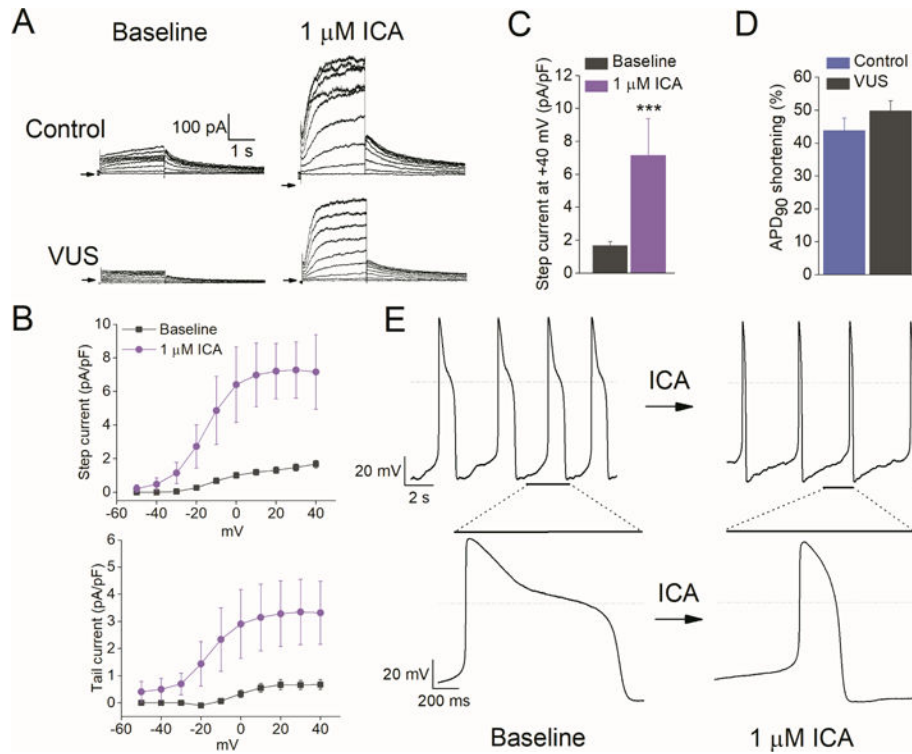 A
Baseline
1 μM ICA
Control
100 pA
1 s
VUS
B
Baseline
1 μM ICA
Step current (pA/pF)
10
8
6
4
2
0
-60 -40 -20 0 20 40
mV
Tail current (pA/pF)
6
5
4
3
2
1
0
-60 -40 -20 0 20 40
mV
C
Baseline
1 μM ICA
Step current at +40 mV (pA/pF)
12
10
8
6
4
2
0
***
D
Control
VUS
APD90 shortening (%)
60
50
40
30
20
10
0
E
ICA
20 mV
2 s
ICA
20 mV
200 ms
Baseline
1 μM ICA